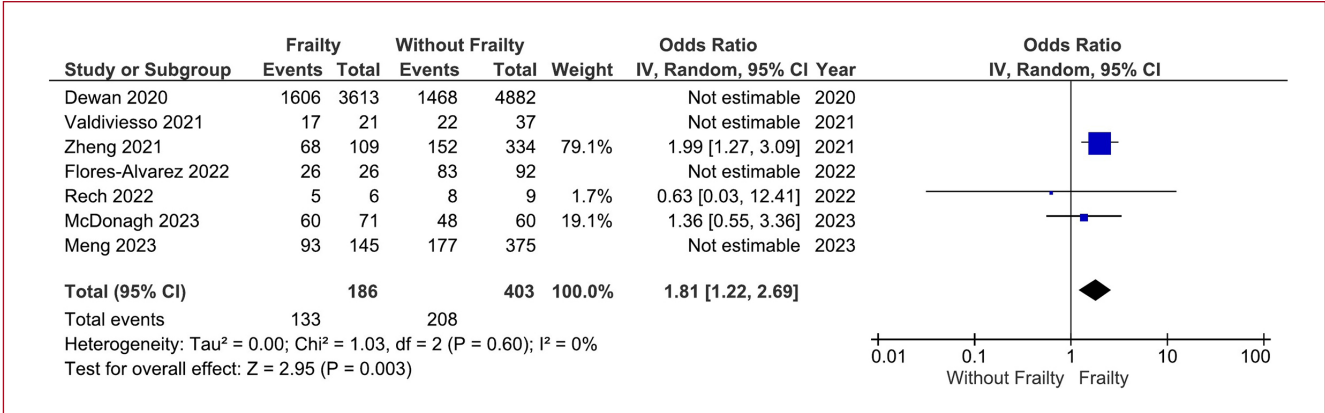 Frailty Without Frailty Odds Ratio Odds Ratio
Study or Subgroup Events Total Events Total Weight IV, Random, 95% CI Year IV, Random, 95% CI
Dewan 2020 1606 3613 1468 4882 Not estimable 2020
Valdiviesso 2021 17 21 22 37 Not estimable 2021
Zheng 2021 68 109 152 334 79.1% 1.99 [1.27, 3.09] 2021
Flores-Alvarez 2022 26 26 83 92 Not estimable 2022
Rech 2022 5 6 8 9 1.7% 0.63 [0.03, 12.41] 2022
McDonagh 2023 60 71 48 60 19.1% 1.36 [0.55, 3.36] 2023
Meng 2023 93 145 177 375 Not estimable 2023
Total (95% CI) 186 403 100.0% 1.81 [1.22, 2.69]
Total events 133 208
Heterogeneity: Tau² = 0.00; Chi² = 1.03, df = 2 (P = 0.60); I² = 0%
Test for overall effect: Z = 2.95 (P = 0.003)
0.01 0.1 1 10 100
Without Frailty Frailty